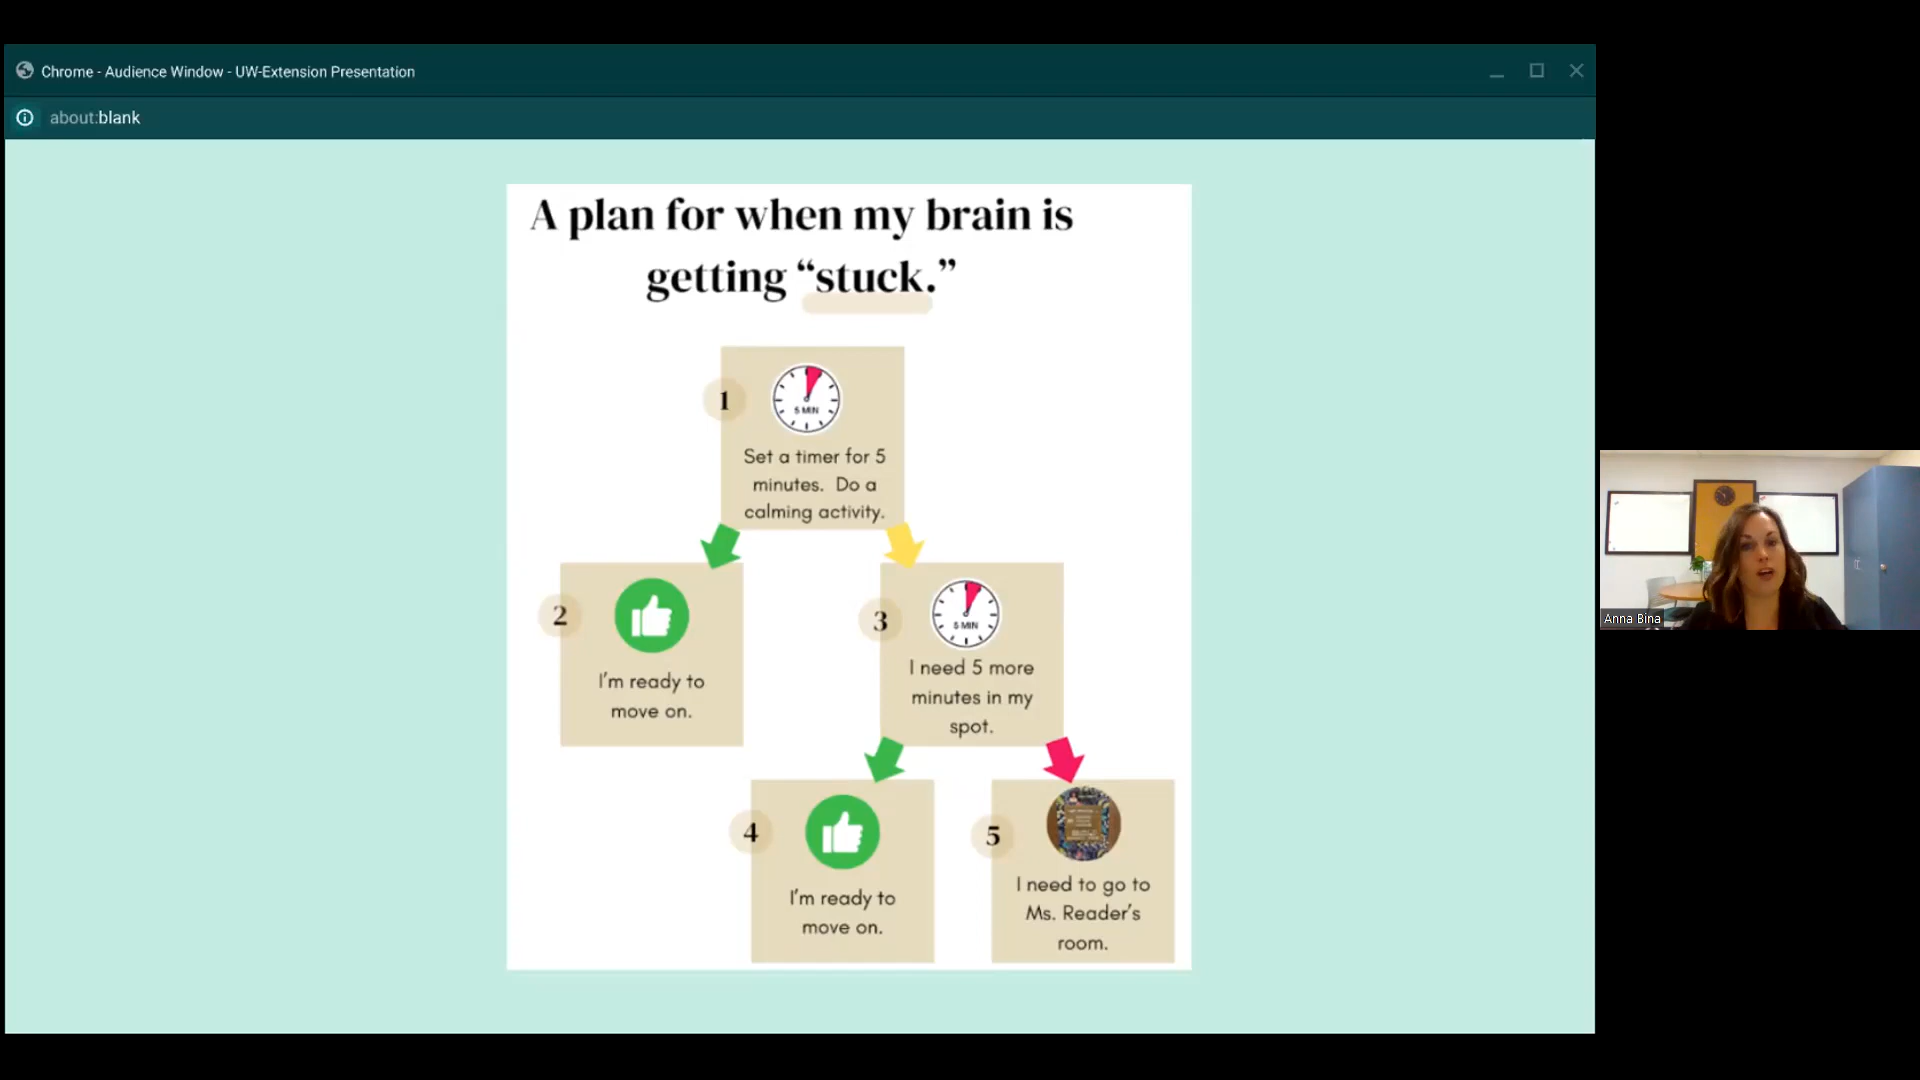 Chrome - Audience Window - UW-Extension Presentation
about:blank
A plan for when my brain is
getting “stuck.”
1
5 MIN
Set a timer for 5
minutes. Do a
calming activity.
2
I’m ready to
move on.
3
5 MIN
I need 5 more
minutes in my
spot.
4
I’m ready to
move on.
5
I need to go to
Ms. Reader’s
room.
Anna Bina